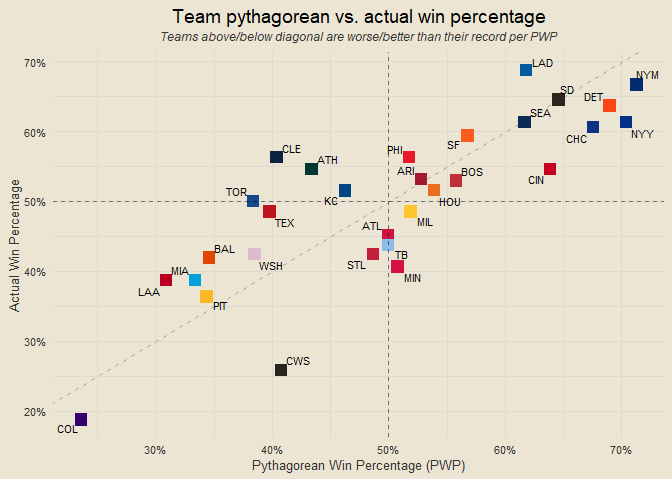 Team pythagorean vs. actual win percentage
Teams above/below diagonal are worse/better than their record per PWP
70%
LAD
NYM
SD
DET
SEA
60%
CHC
NYY
SF
CLE
PHI
ATH
ARI
BOS
CIN
TOR
KC
HOU
50%
TEX
MIL
ATL
BAL
TB
WSH
STL
MIA
MIN
40%
LAA
PIT
30%
CWS
20%
COL
30%
40%
50%
60%
70%
Actual Win Percentage
Pythagorean Win Percentage (PWP)